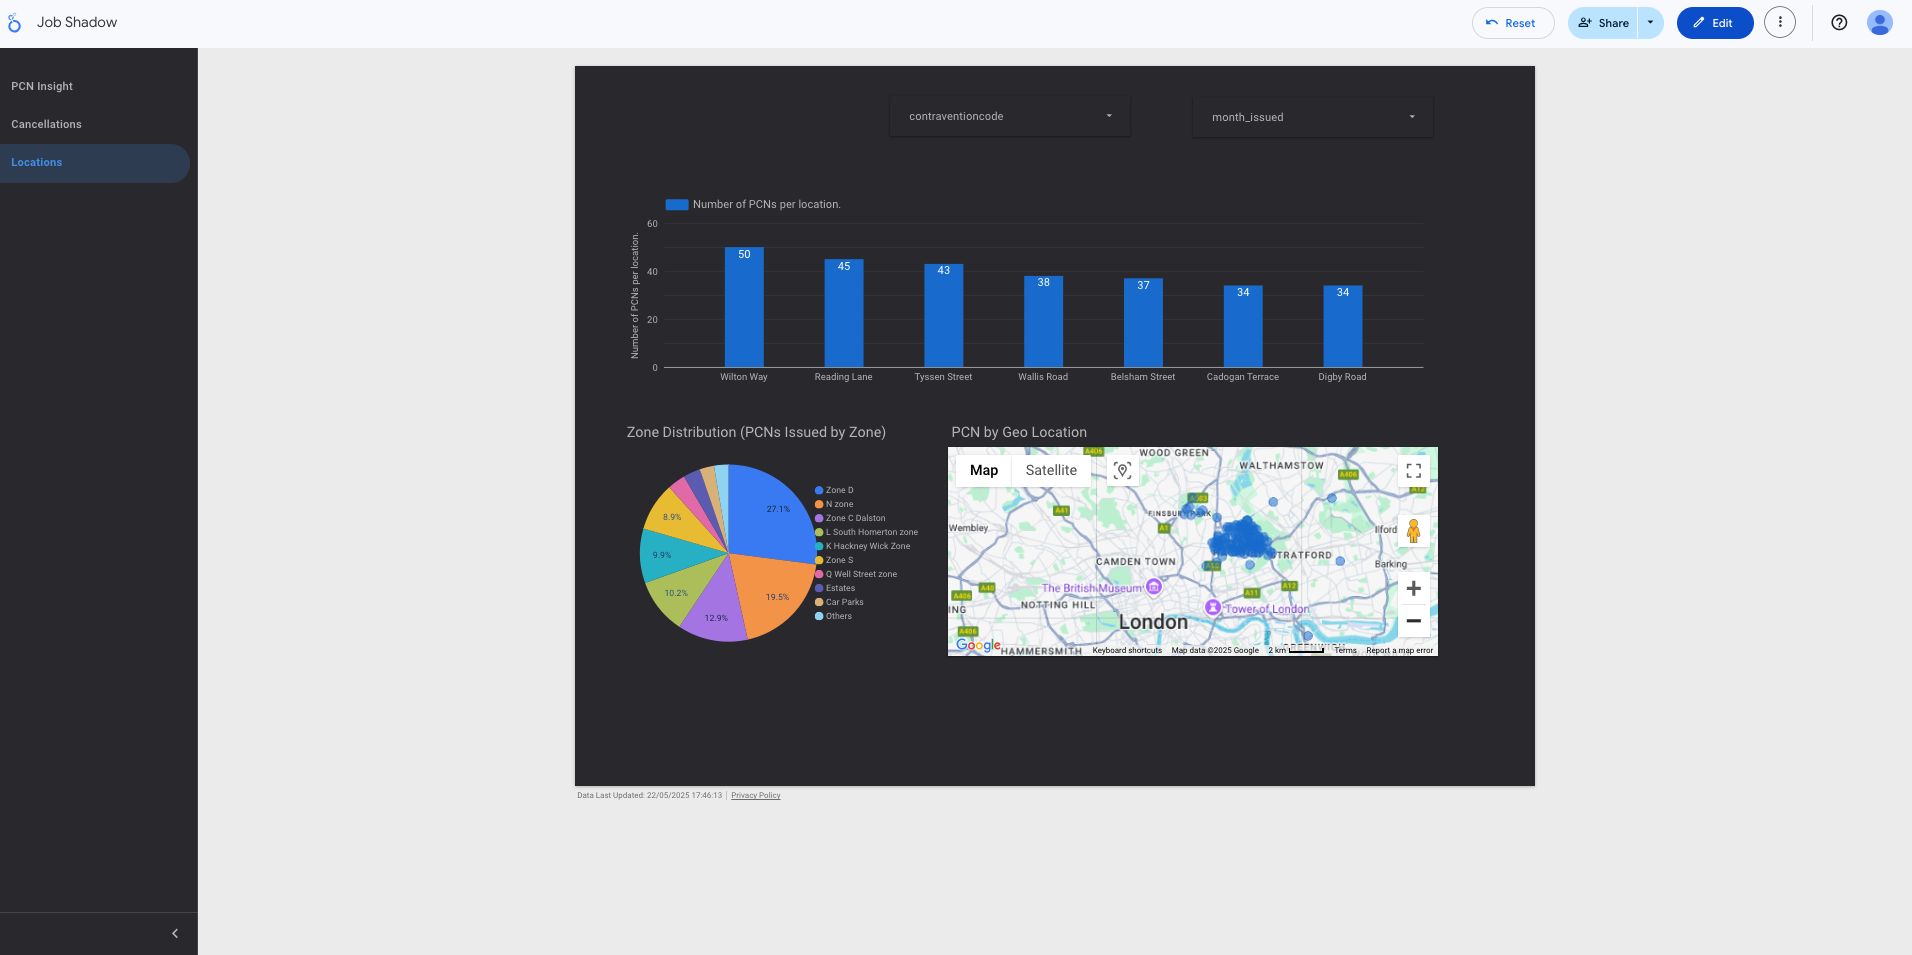 Job Shadow
Reset
Share
Edit
PCN Insight
Cancellations
Locations
contraventioncode
month_issued
Number of PCNs per location.
Number of PCNs per location.
60
40
20
0
50
45
43
38
37
34
34
Wilton Way
Reading Lane
Tyssen Street
Wallis Road
Belsham Street
Cadogan Terrace
Digby Road
Zone Distribution (PCNs Issued by Zone)
27.1%
19.5%
12.9%
10.2%
9.9%
8.9%
Zone D
N zone
Zone C Dalston
L South Homerton zone
K Hackney Wick Zone
Zone S
Q Well Street zone
Estates
Car Parks
Others
PCN by Geo Location
Map
Satellite
A406
WOOD GREEN
WALTHAMSTOW
A406
A12
A41
A1
Wembley
Ilford
STRATFORD
CAMDEN TOWN
Barking
The British Museum
A40
A12
A11
A406
NOTTING HILL
Tower of London
London
A406
HAMMERSMITH
Google
Keyboard shortcuts
Map data ©2025 Google
2 km
Terms
Report a map error
Data Last Updated: 22/05/2025 17:46:13
Privacy Policy